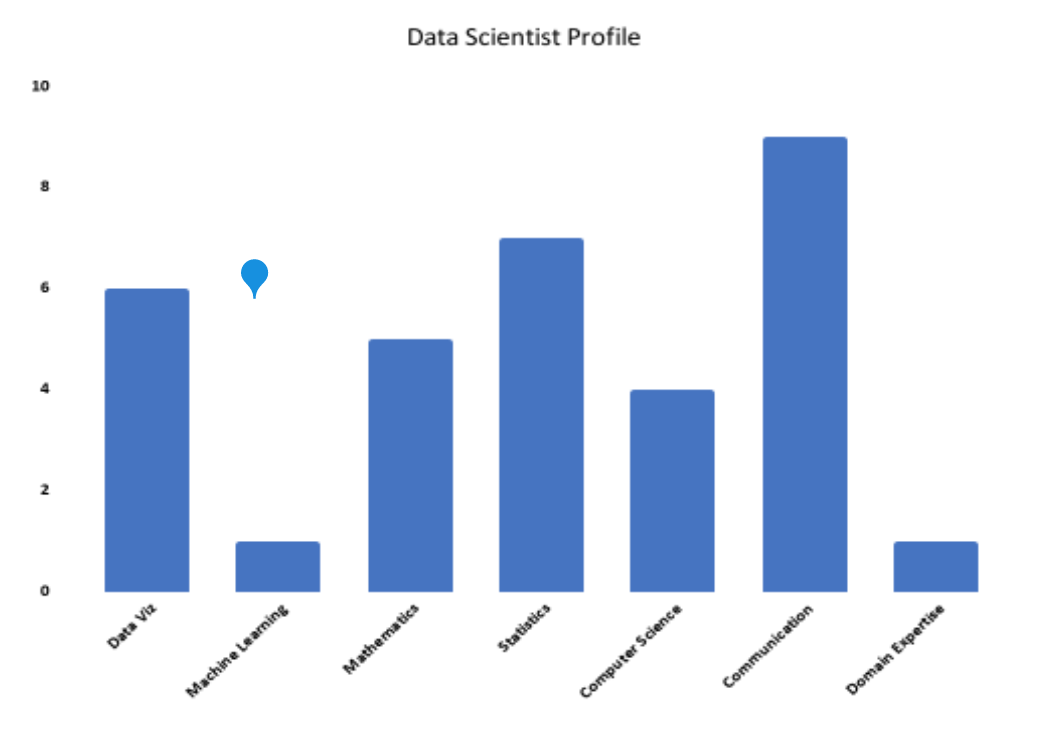 Data Scientist Profile
10
8
6
4
2
0
Data Viz
Machine Learning
Mathematics
Statistics
Computer Science
Communication
Domain Expertise